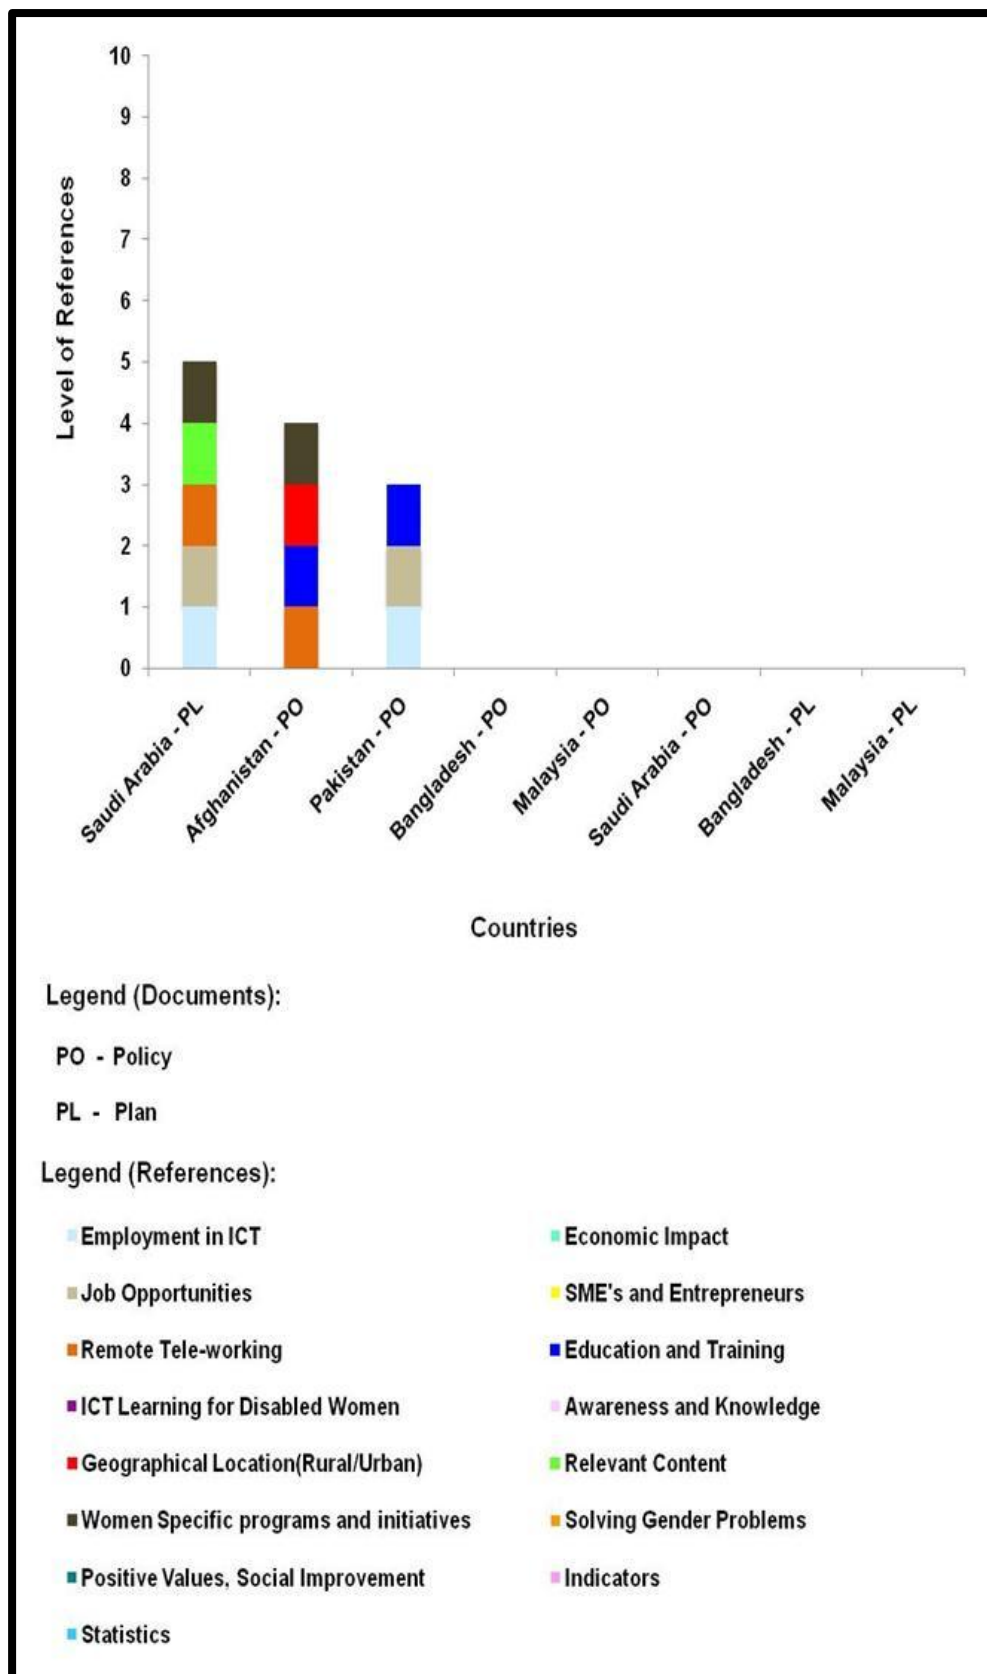 10
9
8
7
6
5
4
3
2
1
0
Level of References
Saudi Arabia - PL
Afghanistan - PO
Pakistan - PO
Bangladesh - PO
Malaysia - PO
Saudi Arabia - PO
Bangladesh - PL
Malaysia - PL
Countries
Legend (Documents):
PO - Policy
PL - Plan
Legend (References):
Employment in ICT
Economic Impact
Job Opportunities
SME's and Entrepreneurs
Remote Tele-working
Education and Training
ICT Learning for Disabled Women
Awareness and Knowledge
Geographical Location(Rural/Urban)
Relevant Content
Women Specific programs and initiatives
Solving Gender Problems
Positive Values, Social Improvement
Indicators
Statistics